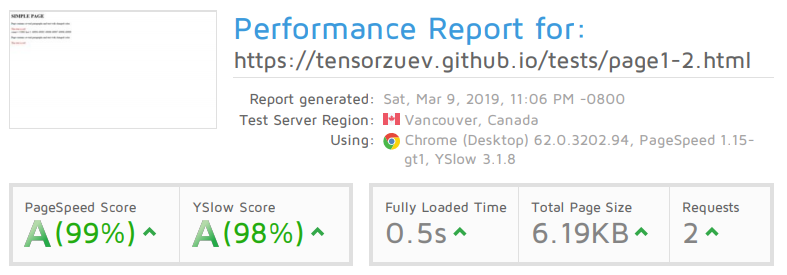 SIMPLE PAGE
Performance Report for:
https://tensorzuev.github.io/tests/page1-2.html
Report generated: Sat, Mar 9, 2019, 11:06 PM -0800
Test Server Region: Vancouver, Canada
Using: Chrome (Desktop) 62.0.3202.94, PageSpeed 1.15-
gt1, YSlow 3.1.8
PageSpeed Score YSlow Score Fully Loaded Time Total Page Size Requests
A (99%) A (98%) 0.5s 6.19KB 2